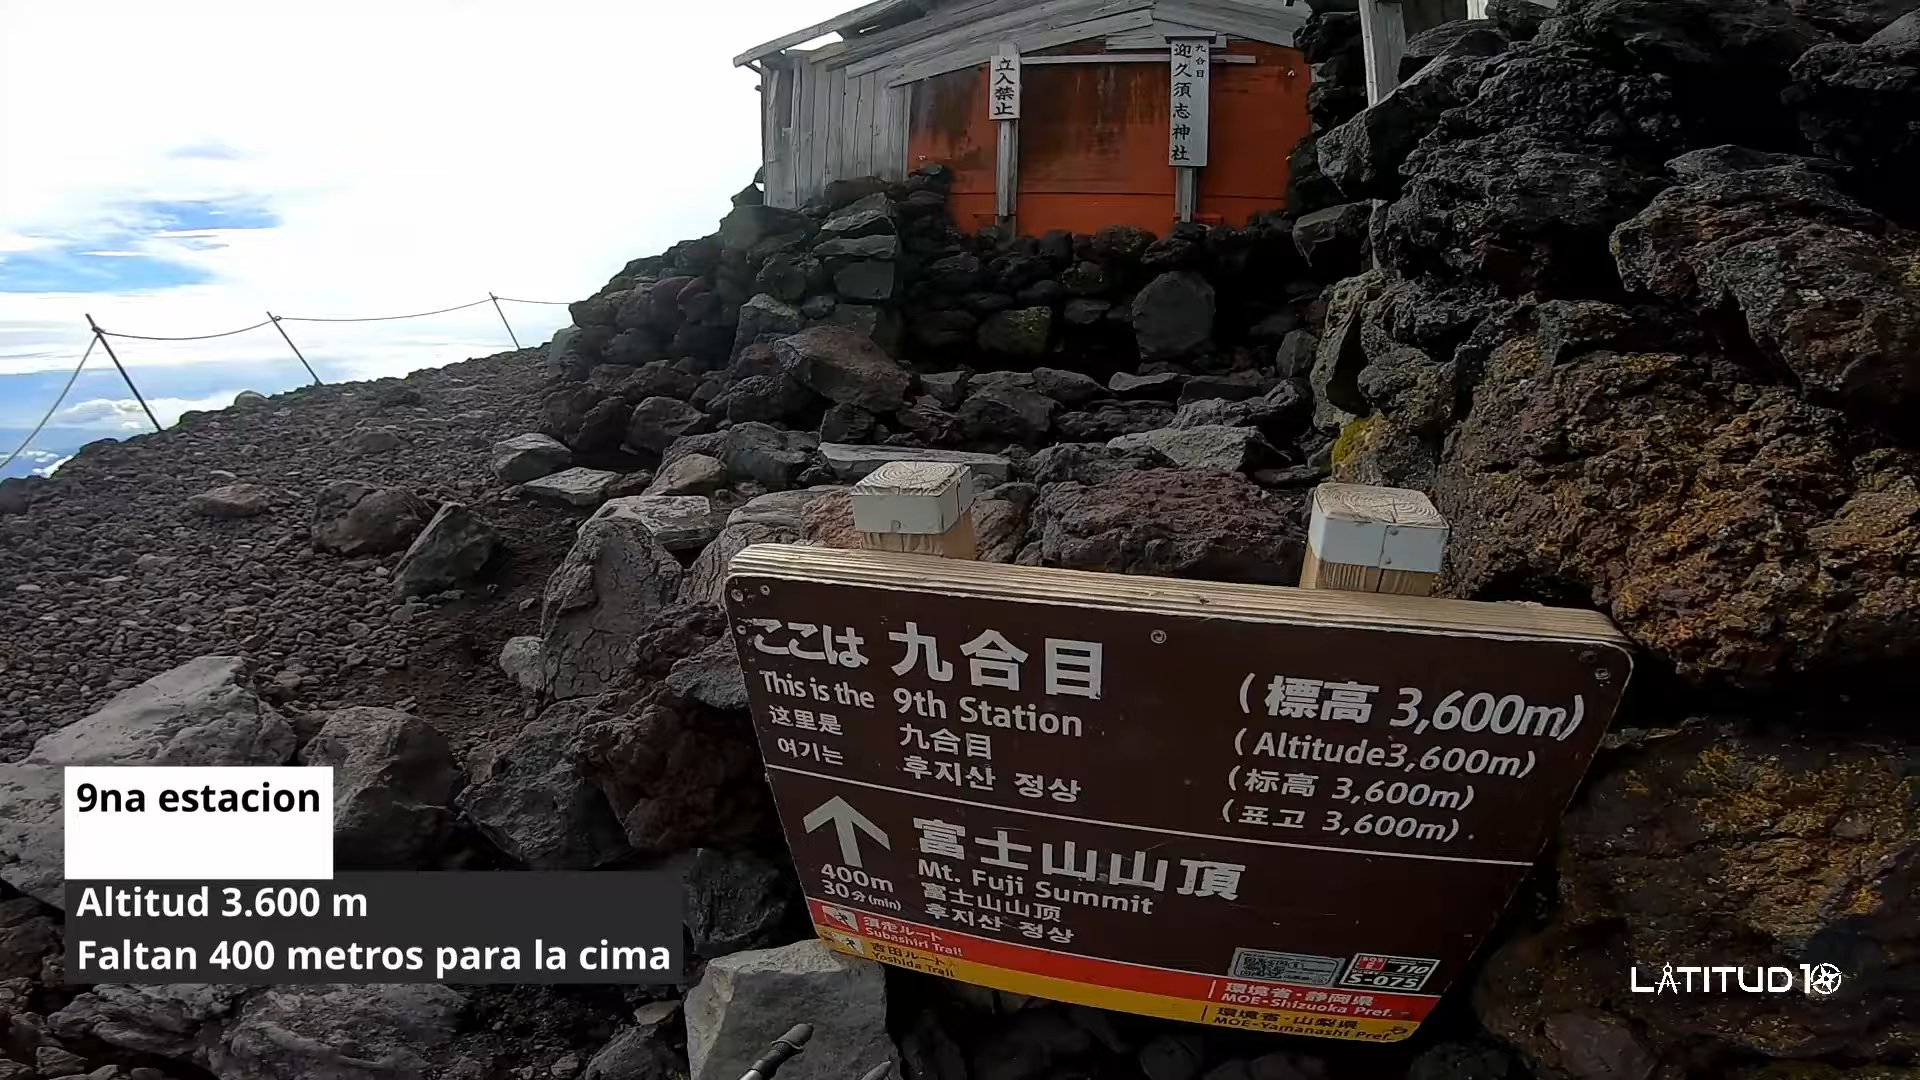 立入禁止
九合目
迎久須志神社
ここは 九合目
(標高 3,600m)
This is the 9th Station
(Altitude3,600m)
这里是 九合目
(标高 3,600m)
여기는 후지산 정상
(표고 3,600m).
富士山山頂
Mt. Fuji Summit
400m
富士山山顶
30分(min)
후지산 정상
須走ルート
Subashiri Trail
吉田ルート
Yoshida Trail
110
S-075
環境省・静岡県
MOE-Shizuoka Pref.
環境省・山梨県
MOE-Yamanashi Pref.
9na estacion
Altitud 3.600 m
Faltan 400 metros para la cima
LATITUD10